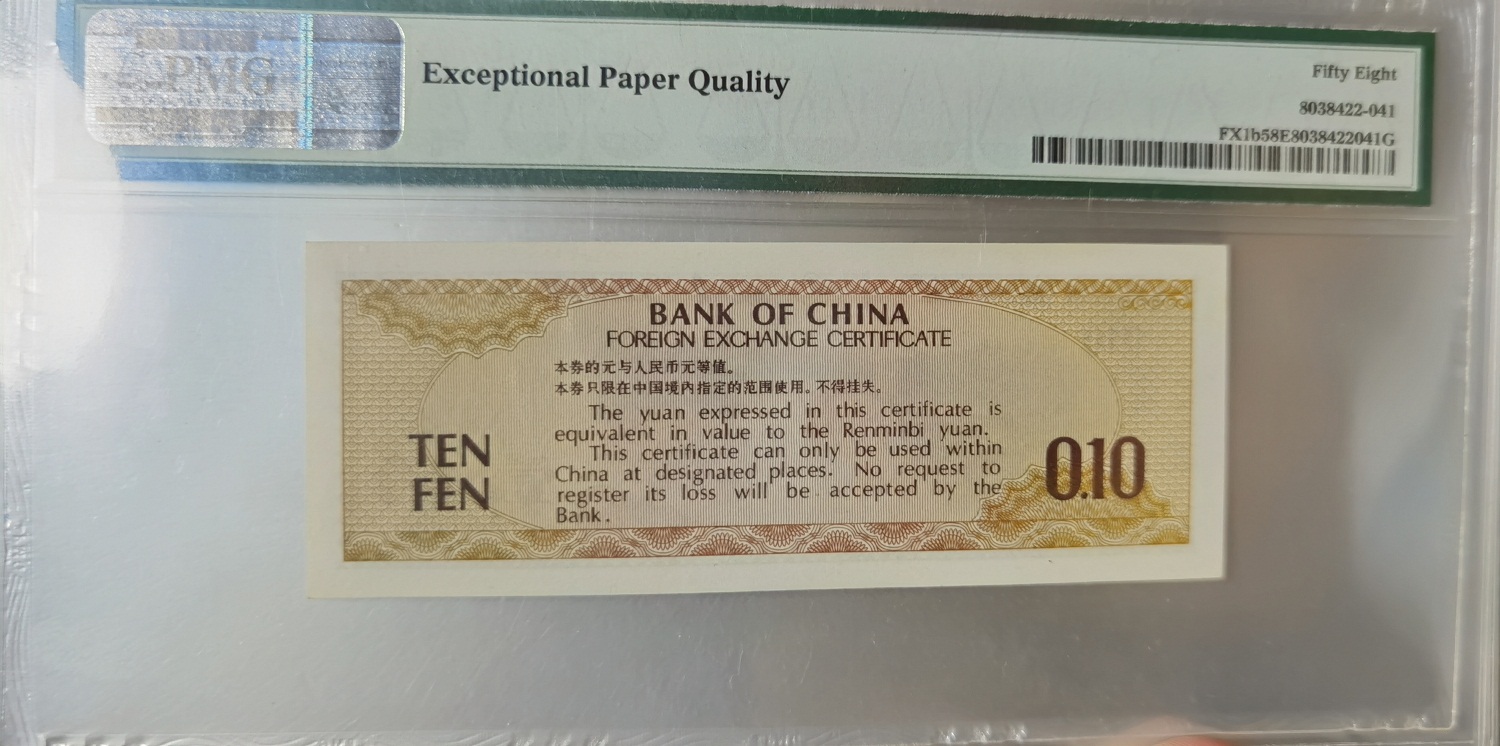 PMG
Exceptional Paper Quality
Fifty Eight
8038422-041
FX1b58E8038422041G
BANK OF CHINA
FOREIGN EXCHANGE CERTIFICATE
本券的元与人民币元等值。
本券只限在中国境内指定的范围使用。不得挂失。
The yuan expressed in this certificate is
equivalent in value to the Renminbi yuan.
This certificate can only be used within
China at designated places. No request to
register its loss will be accepted by the
Bank.
TEN
FEN
0.10